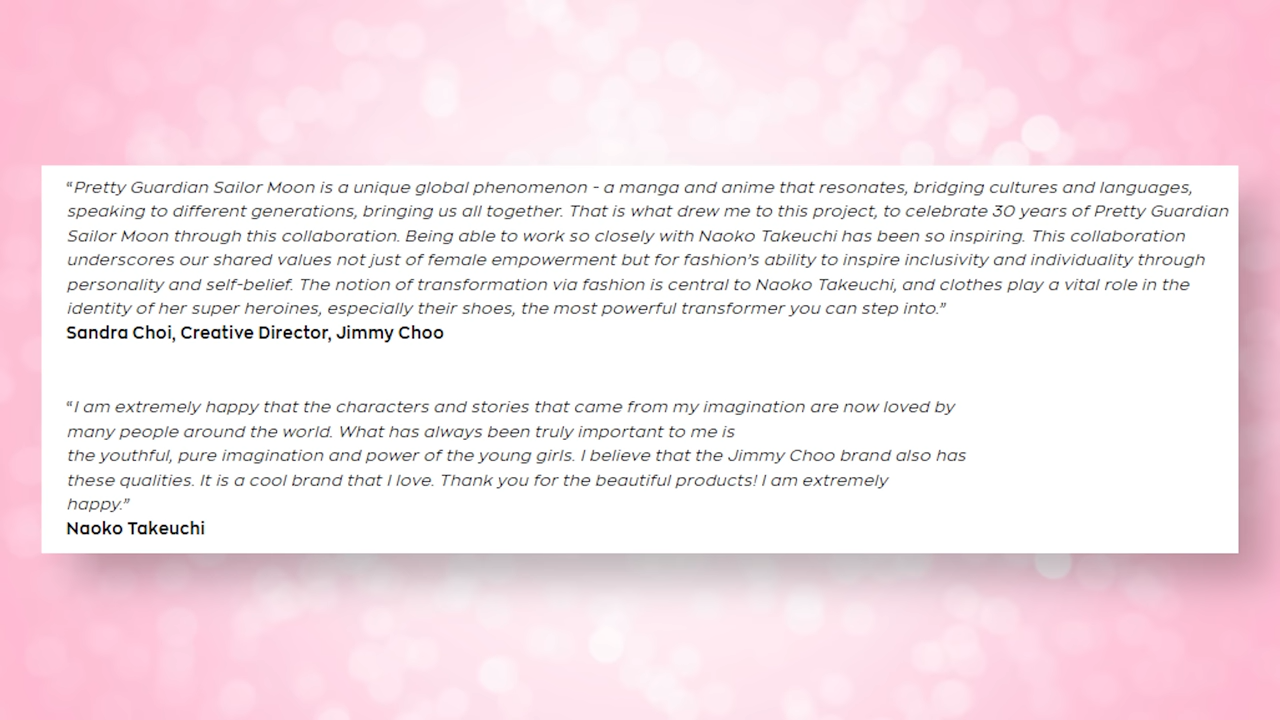 “Pretty Guardian Sailor Moon is a unique global phenomenon - a manga and anime that resonates, bridging cultures and languages,
speaking to different generations, bringing us all together. That is what drew me to this project, to celebrate 30 years of Pretty Guardian
Sailor Moon through this collaboration. Being able to work so closely with Naoko Takeuchi has been so inspiring. This collaboration
underscores our shared values not just of female empowerment but for fashion’s ability to inspire inclusivity and individuality through
personality and self-belief. The notion of transformation via fashion is central to Naoko Takeuchi, and clothes play a vital role in the
identity of her super heroines, especially their shoes, the most powerful transformer you can step into.”
Sandra Choi, Creative Director, Jimmy Choo
“I am extremely happy that the characters and stories that came from my imagination are now loved by
many people around the world. What has always been truly important to me is
the youthful, pure imagination and power of the young girls. I believe that the Jimmy Choo brand also has
these qualities. It is a cool brand that I love. Thank you for the beautiful products! I am extremely
happy.”
Naoko Takeuchi